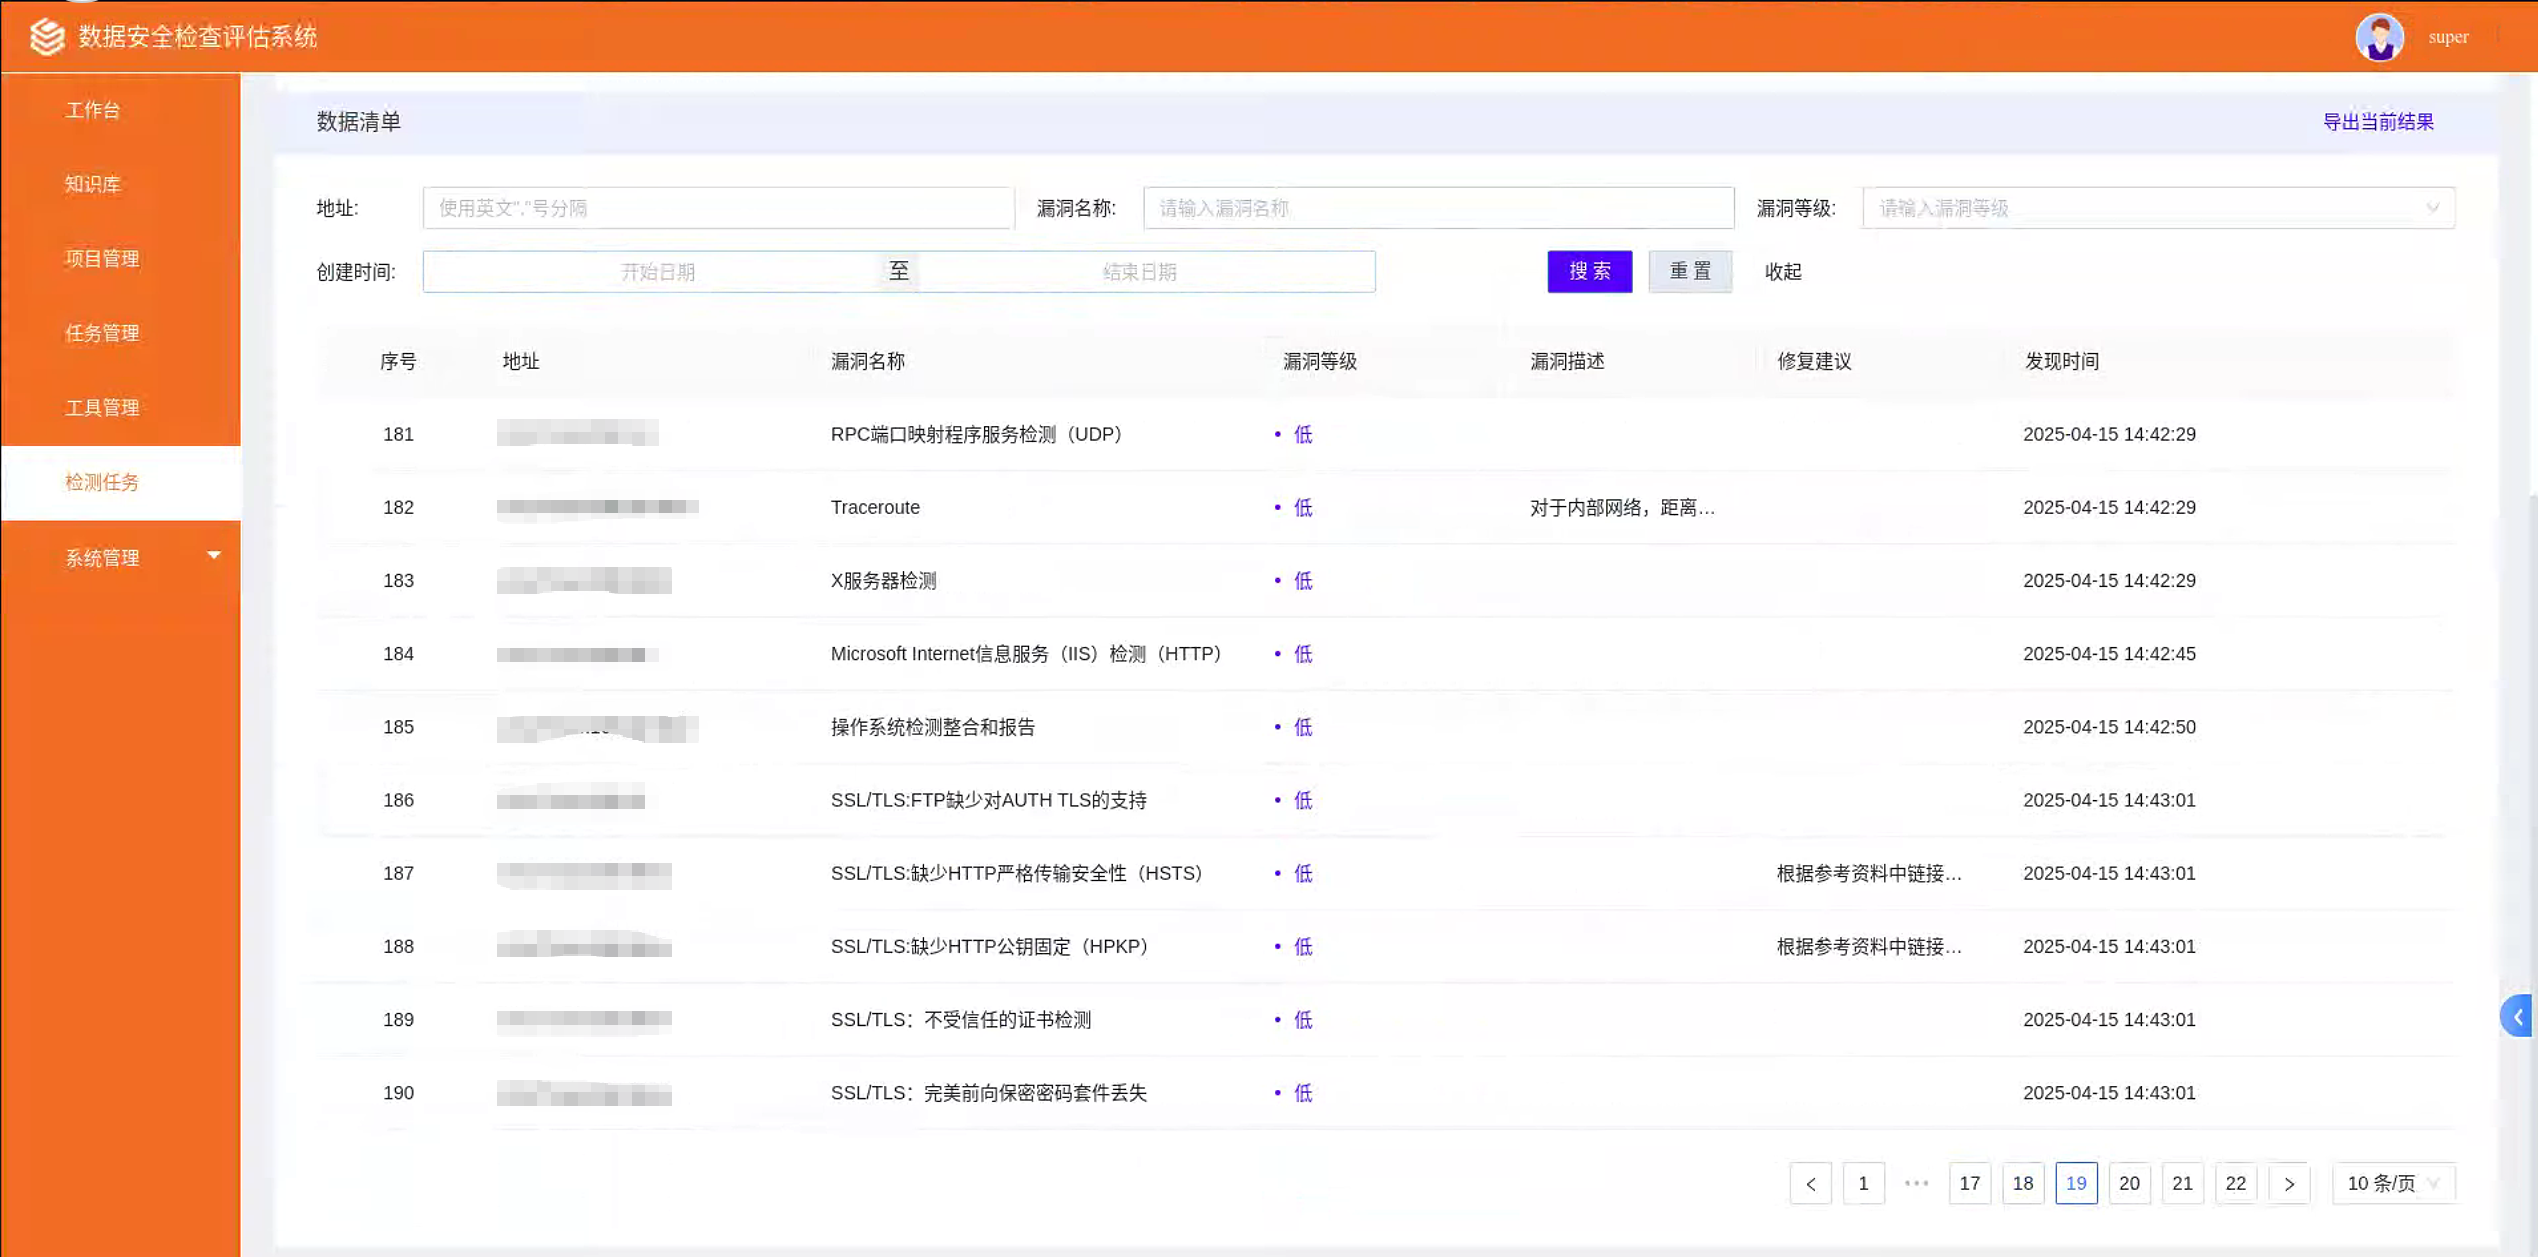 数据安全检查评估系统
super
工作台
知识库
项目管理
任务管理
工具管理
检测任务
系统管理
数据清单
导出当前结果
地址: 使用英文","号分隔 漏洞名称: 请输入漏洞名称 漏洞等级: 请输入漏洞等级
创建时间: 开始日期 至 结束日期 搜 索 重 置 收起
序号 地址 漏洞名称 漏洞等级 漏洞描述 修复建议 发现时间
181 RPC端口映射程序服务检测（UDP） 低 2025-04-15 14:42:29
182 Traceroute 低 对于内部网络，距离... 2025-04-15 14:42:29
183 X服务器检测 低 2025-04-15 14:42:29
184 Microsoft Internet信息服务（IIS）检测（HTTP） 低 2025-04-15 14:42:45
185 操作系统检测整合和报告 低 2025-04-15 14:42:50
186 SSL/TLS:FTP缺少对AUTH TLS的支持 低 2025-04-15 14:43:01
187 SSL/TLS:缺少HTTP严格传输安全性（HSTS） 低 根据参考资料中链接... 2025-04-15 14:43:01
188 SSL/TLS:缺少HTTP公钥固定（HPKP） 低 根据参考资料中链接... 2025-04-15 14:43:01
189 SSL/TLS：不受信任的证书检测 低 2025-04-15 14:43:01
190 SSL/TLS：完美前向保密密码套件丢失 低 2025-04-15 14:43:01
< 1 ••• 17 18 19 20 21 22 > 10 条/页